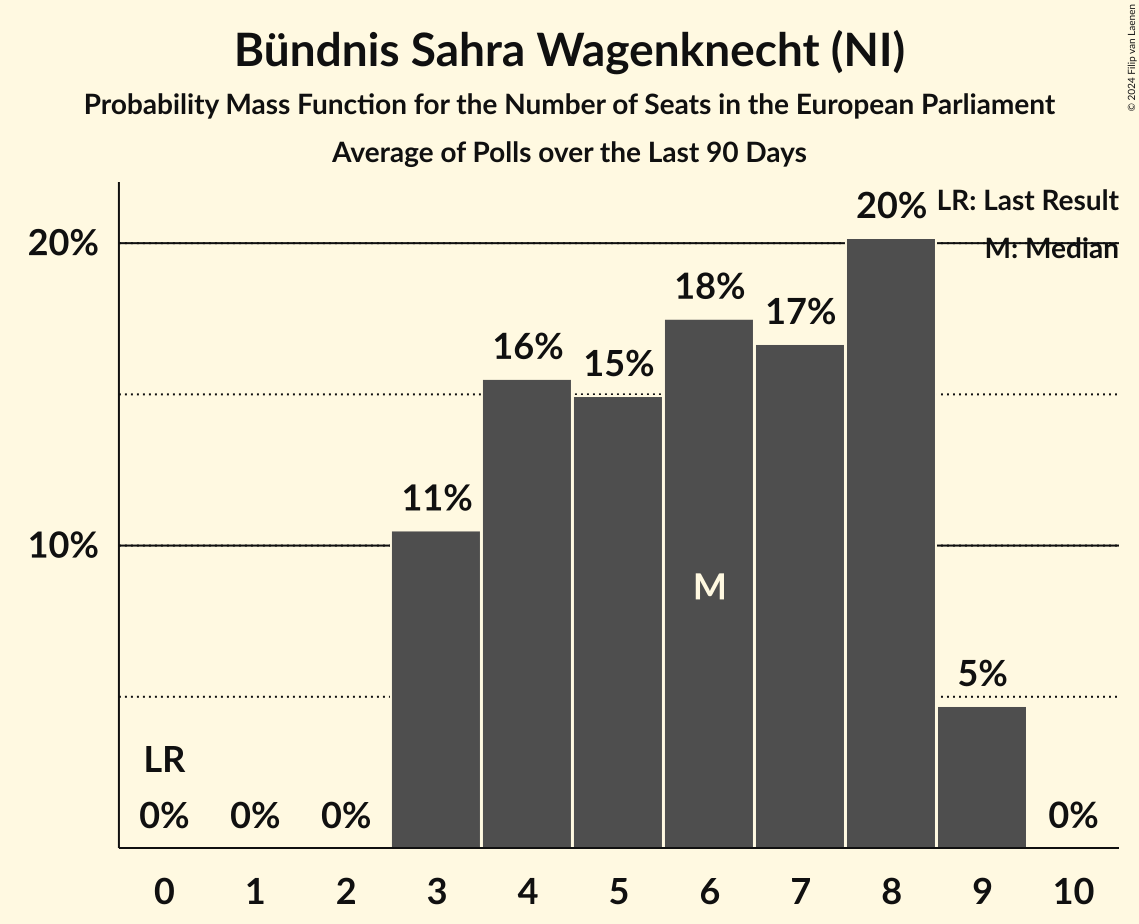 Bündnis Sahra Wagenknecht (NI)
Probability Mass Function for the Number of Seats in the European Parliament
Average of Polls over the Last 90 Days
© 2024 Filip van Laenen
LR: Last Result
M: Median
20%
10%
LR
0%
0%
0%
11%
16%
15%
18%
17%
20%
5%
0%
M
0 1 2 3 4 5 6 7 8 9 10